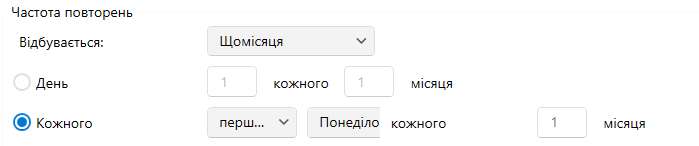 Частота повторень
Відбувається: Щомісяця
День 1 кожного 1 місяця
Кожного перш... Понеділо кожного 1 місяця